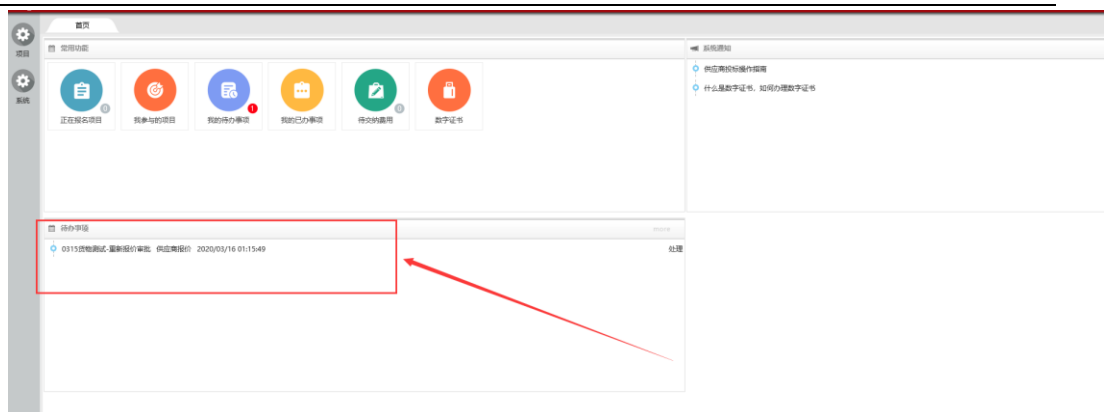 首页
项目
系统
常用功能
0
正在报名项目
我参与的项目
1
我的待办事项
我的已办事项
0
待交纳费用
数字证书
系统通知
供应商投标操作指南
什么是数字证书，如何办理数字证书
待办事项
more
0315货物测试-重新报价审批 供应商报价 2020/03/16 01:15:49
处理